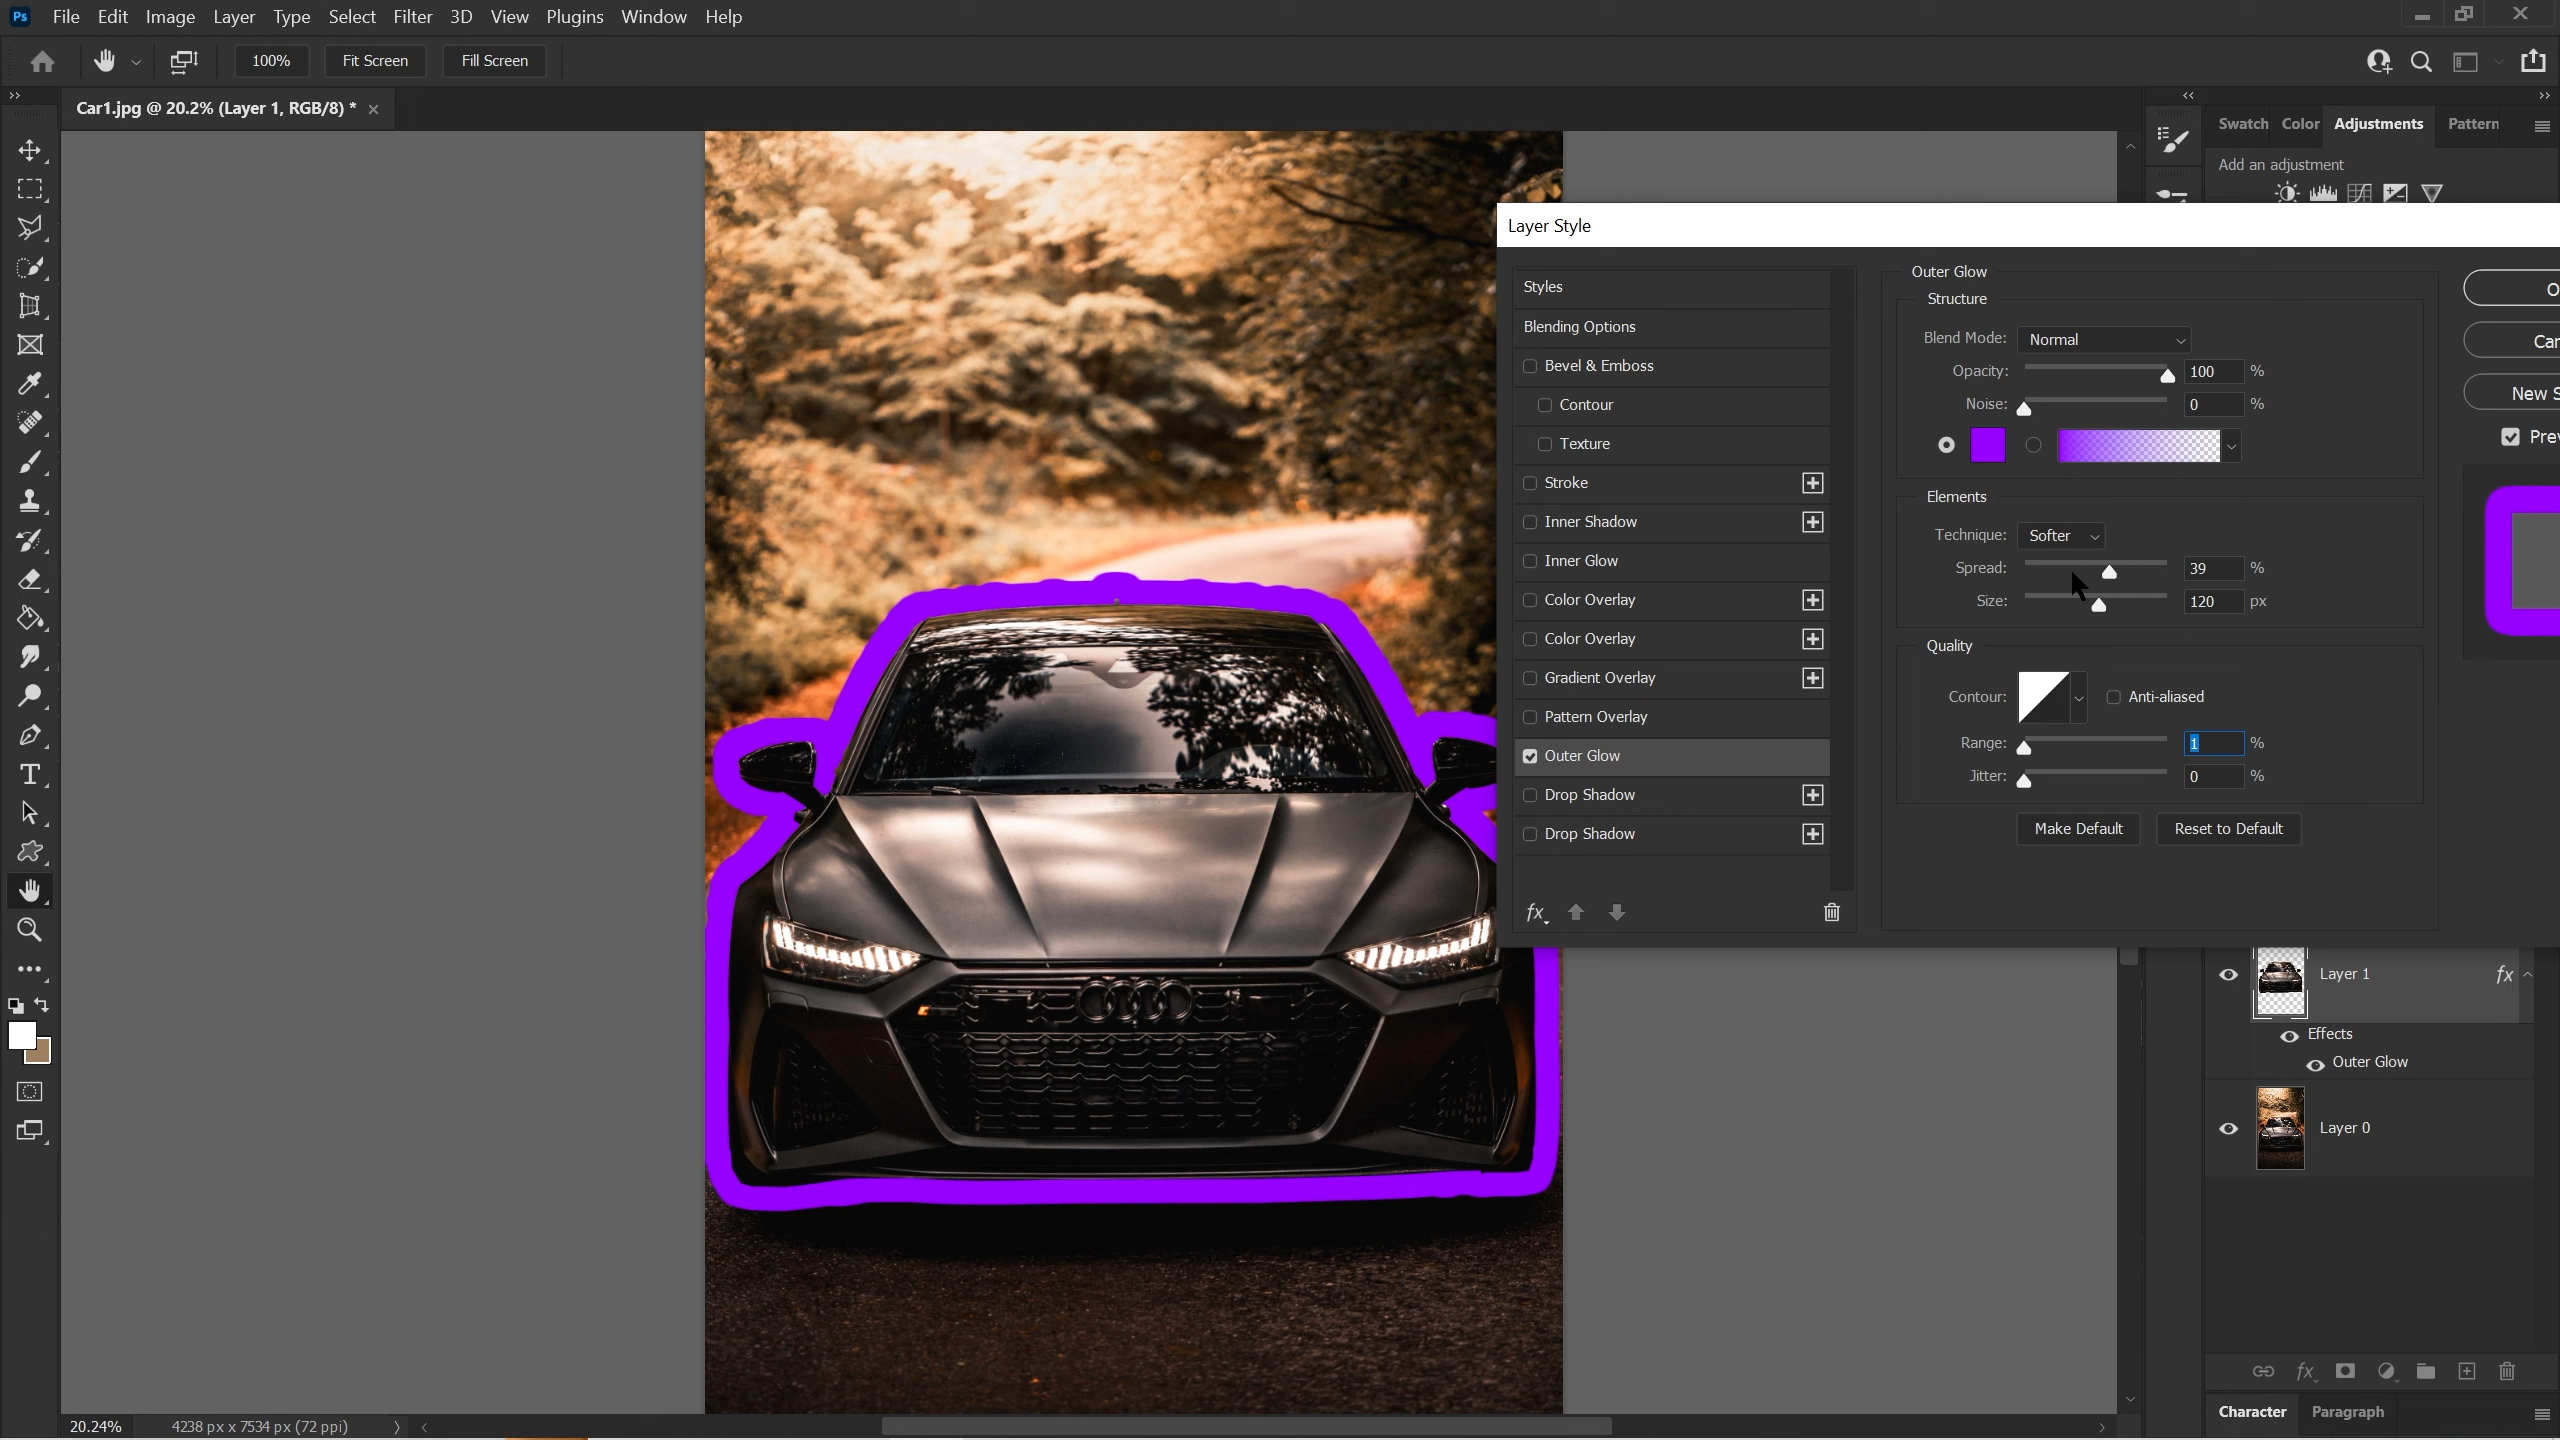 Ps File Edit Image Layer Type Select Filter 3D View Plugins Window Help
100% Fit Screen Fill Screen
Car1.jpg @ 20.2% (Layer 1, RGB/8) *
Swatch Color Adjustments Pattern
Add an adjustment
Layer Style
Styles
Blending Options
Bevel & Emboss
Contour
Texture
Stroke
Inner Shadow
Inner Glow
Color Overlay
Color Overlay
Gradient Overlay
Pattern Overlay
Outer Glow
Drop Shadow
Drop Shadow
fx
Outer Glow
Structure
Blend Mode: Normal
Opacity: 100 %
Noise: 0 %
Elements
Technique: Softer
Spread: 39 %
Size: 120 px
Quality
Contour: Anti-aliased
Range: 1 %
Jitter: 0 %
Make Default Reset to Default
O
Can
New S
Prev
Layer 1 fx
Effects
Outer Glow
Layer 0
fx
Character Paragraph
20.24% 4238 px x 7534 px (72 ppi)